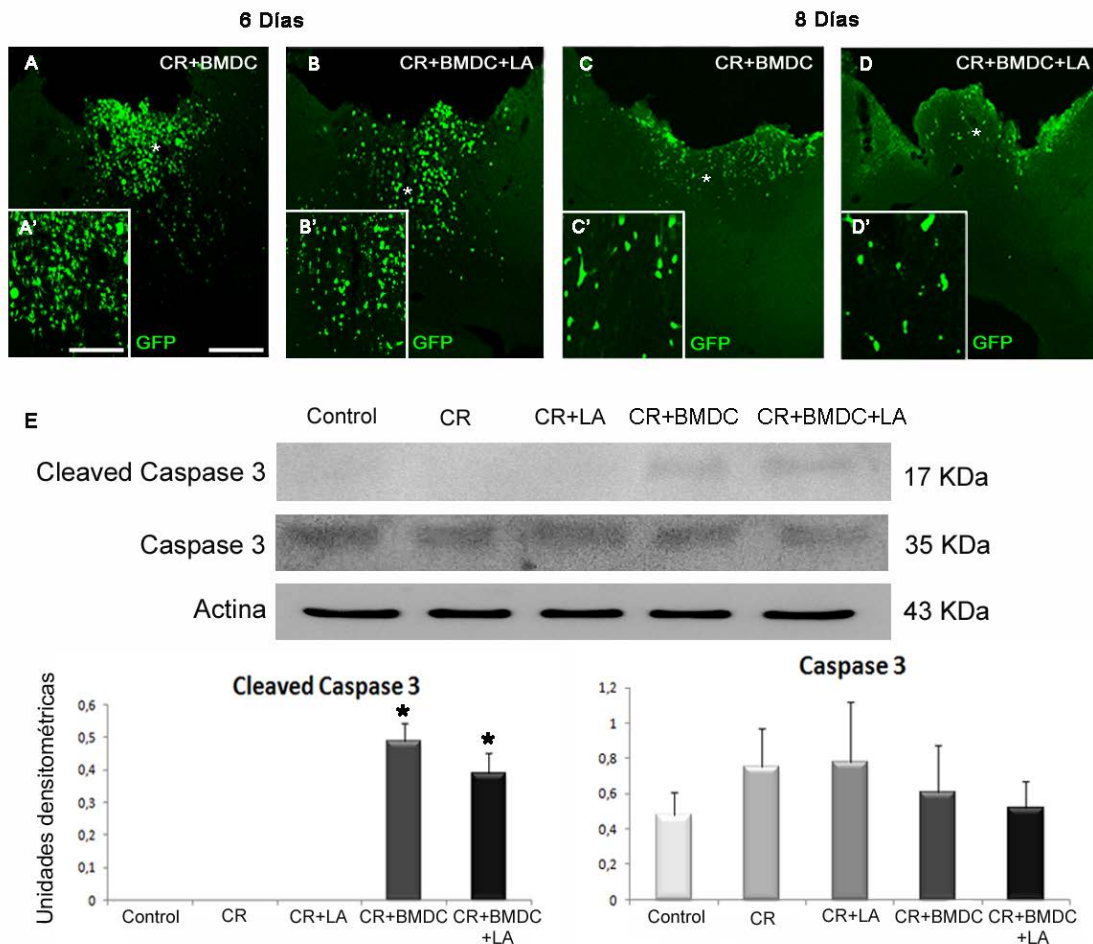 6 Días 8 Días
A CR+BMDC
B CR+BMDC+LA
C CR+BMDC
D CR+BMDC+LA
*
*
*
*
A'
B'
C'
D'
GFP
GFP
GFP
GFP
E
Control CR CR+LA CR+BMDC CR+BMDC+LA
Cleaved Caspase 3 17 KDa
Caspase 3 35 KDa
Actina 43 KDa
Cleaved Caspase 3
Unidades densitométricas
0,6
0,5
0,4
0,3
0,2
0,1
0
*
*
Control CR CR+LA CR+BMDC CR+BMDC
+LA
Caspase 3
1,2
1
0,8
0,6
0,4
0,2
0
Control CR CR+LA CR+BMDC CR+BMDC
+LA